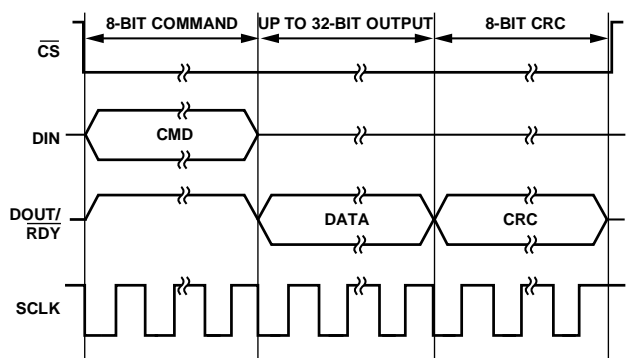 8-BIT COMMAND
UP TO 32-BIT OUTPUT
8-BIT CRC
CS
DIN
CMD
DOUT/
RDY
DATA
CRC
SCLK